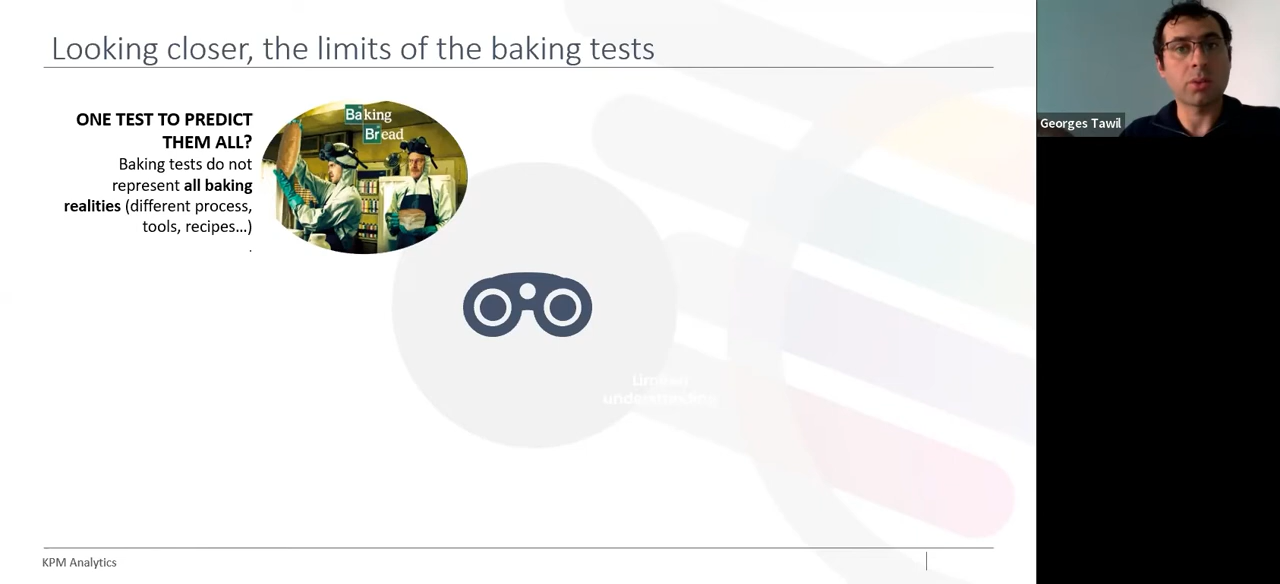 Looking closer, the limits of the baking tests
ONE TEST TO PREDICT
THEM ALL?
Baking tests do not
represent all baking
realities (different process,
tools, recipes...)
.
Baking
Bread
Limited
understanding
KPM Analytics
Georges Tawil